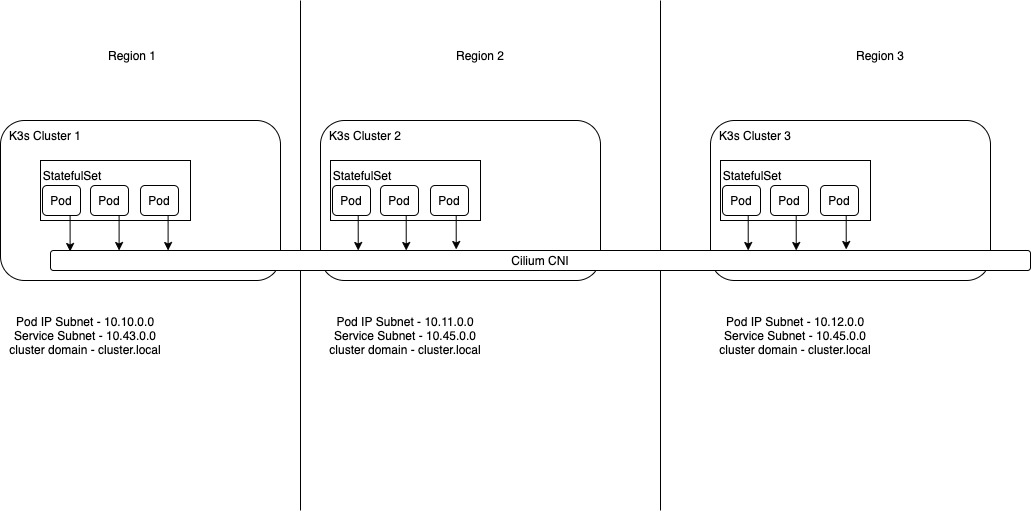 Region 1
Region 2
Region 3
K3s Cluster 1
K3s Cluster 2
K3s Cluster 3
StatefulSet
StatefulSet
StatefulSet
Pod
Pod
Pod
Pod
Pod
Pod
Pod
Pod
Pod
Cilium CNI
Pod IP Subnet - 10.10.0.0
Service Subnet - 10.43.0.0
cluster domain - cluster.local
Pod IP Subnet - 10.11.0.0
Service Subnet - 10.45.0.0
cluster domain - cluster.local
Pod IP Subnet - 10.12.0.0
Service Subnet - 10.45.0.0
cluster domain - cluster.local